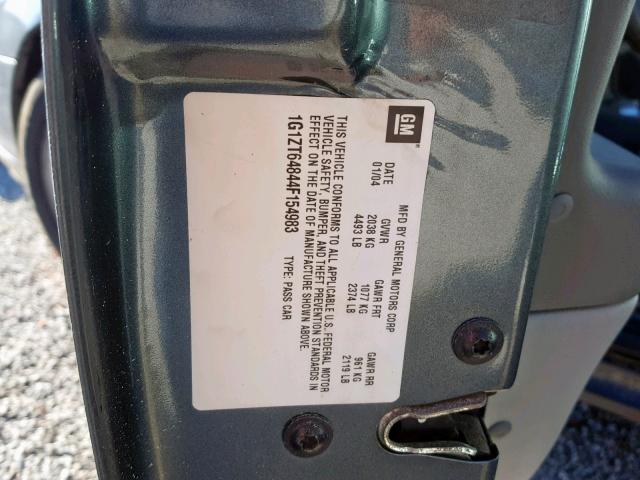 GM
MFD BY GENERAL MOTORS CORP
DATE GVWR GAWR FRT GAWR RR
01/04 2038 KG 1077 KG 961 KG
4493 LB 2374 LB 2119 LB
THIS VEHICLE CONFORMS TO ALL APPLICABLE U.S. FEDERAL MOTOR
VEHICLE SAFETY, BUMPER, AND THEFT PREVENTION STANDARDS IN
EFFECT ON THE DATE OF MANUFACTURE SHOWN ABOVE.
1G1ZT64844F154983 TYPE: PASS CAR